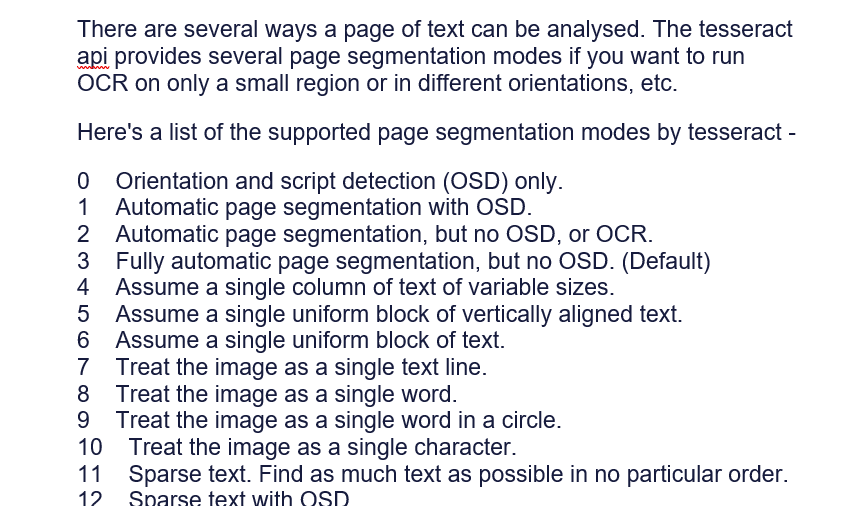 There are several ways a page of text can be analysed. The tesseract
api provides several page segmentation modes if you want to run
OCR on only a small region or in different orientations, etc.
Here's a list of the supported page segmentation modes by tesseract -
0 Orientation and script detection (OSD) only.
1 Automatic page segmentation with OSD.
2 Automatic page segmentation, but no OSD, or OCR.
3 Fully automatic page segmentation, but no OSD. (Default)
4 Assume a single column of text of variable sizes.
5 Assume a single uniform block of vertically aligned text.
6 Assume a single uniform block of text.
7 Treat the image as a single text line.
8 Treat the image as a single word.
9 Treat the image as a single word in a circle.
10 Treat the image as a single character.
11 Sparse text. Find as much text as possible in no particular order.
12 Sparse text with OSD